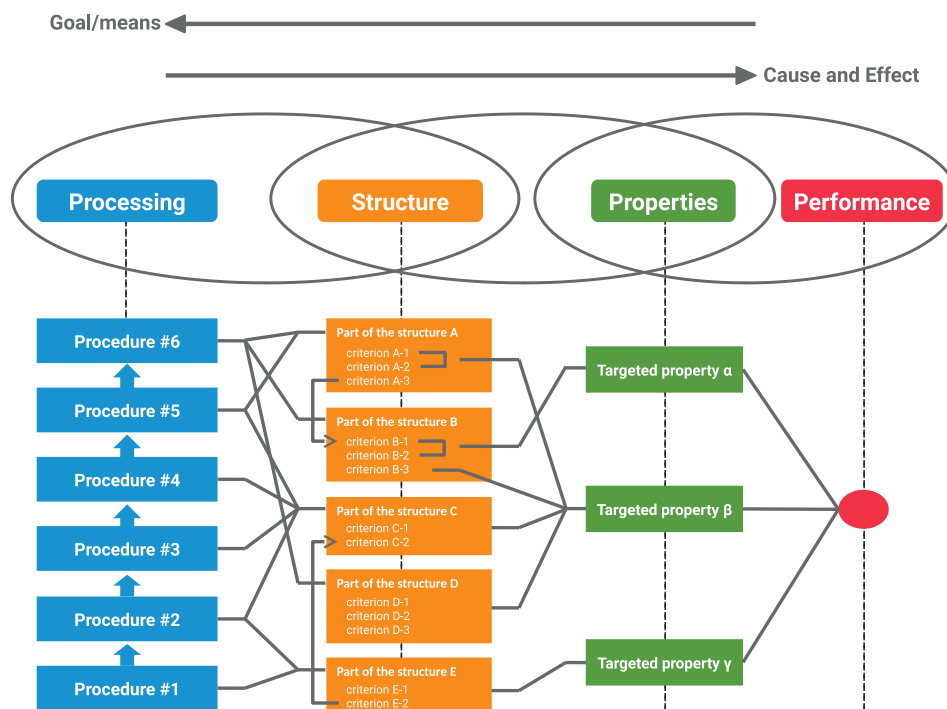 Goal/means
Cause and Effect
Processing
Structure
Properties
Performance
Procedure #6
Procedure #5
Procedure #4
Procedure #3
Procedure #2
Procedure #1
Part of the structure A
criterion A-1
criterion A-2
criterion A-3
Part of the structure B
criterion B-1
criterion B-2
criterion B-3
Part of the structure C
criterion C-1
criterion C-2
Part of the structure D
criterion D-1
criterion D-2
criterion D-3
Part of the structure E
criterion E-1
criterion E-2
Targeted property α
Targeted property β
Targeted property γ